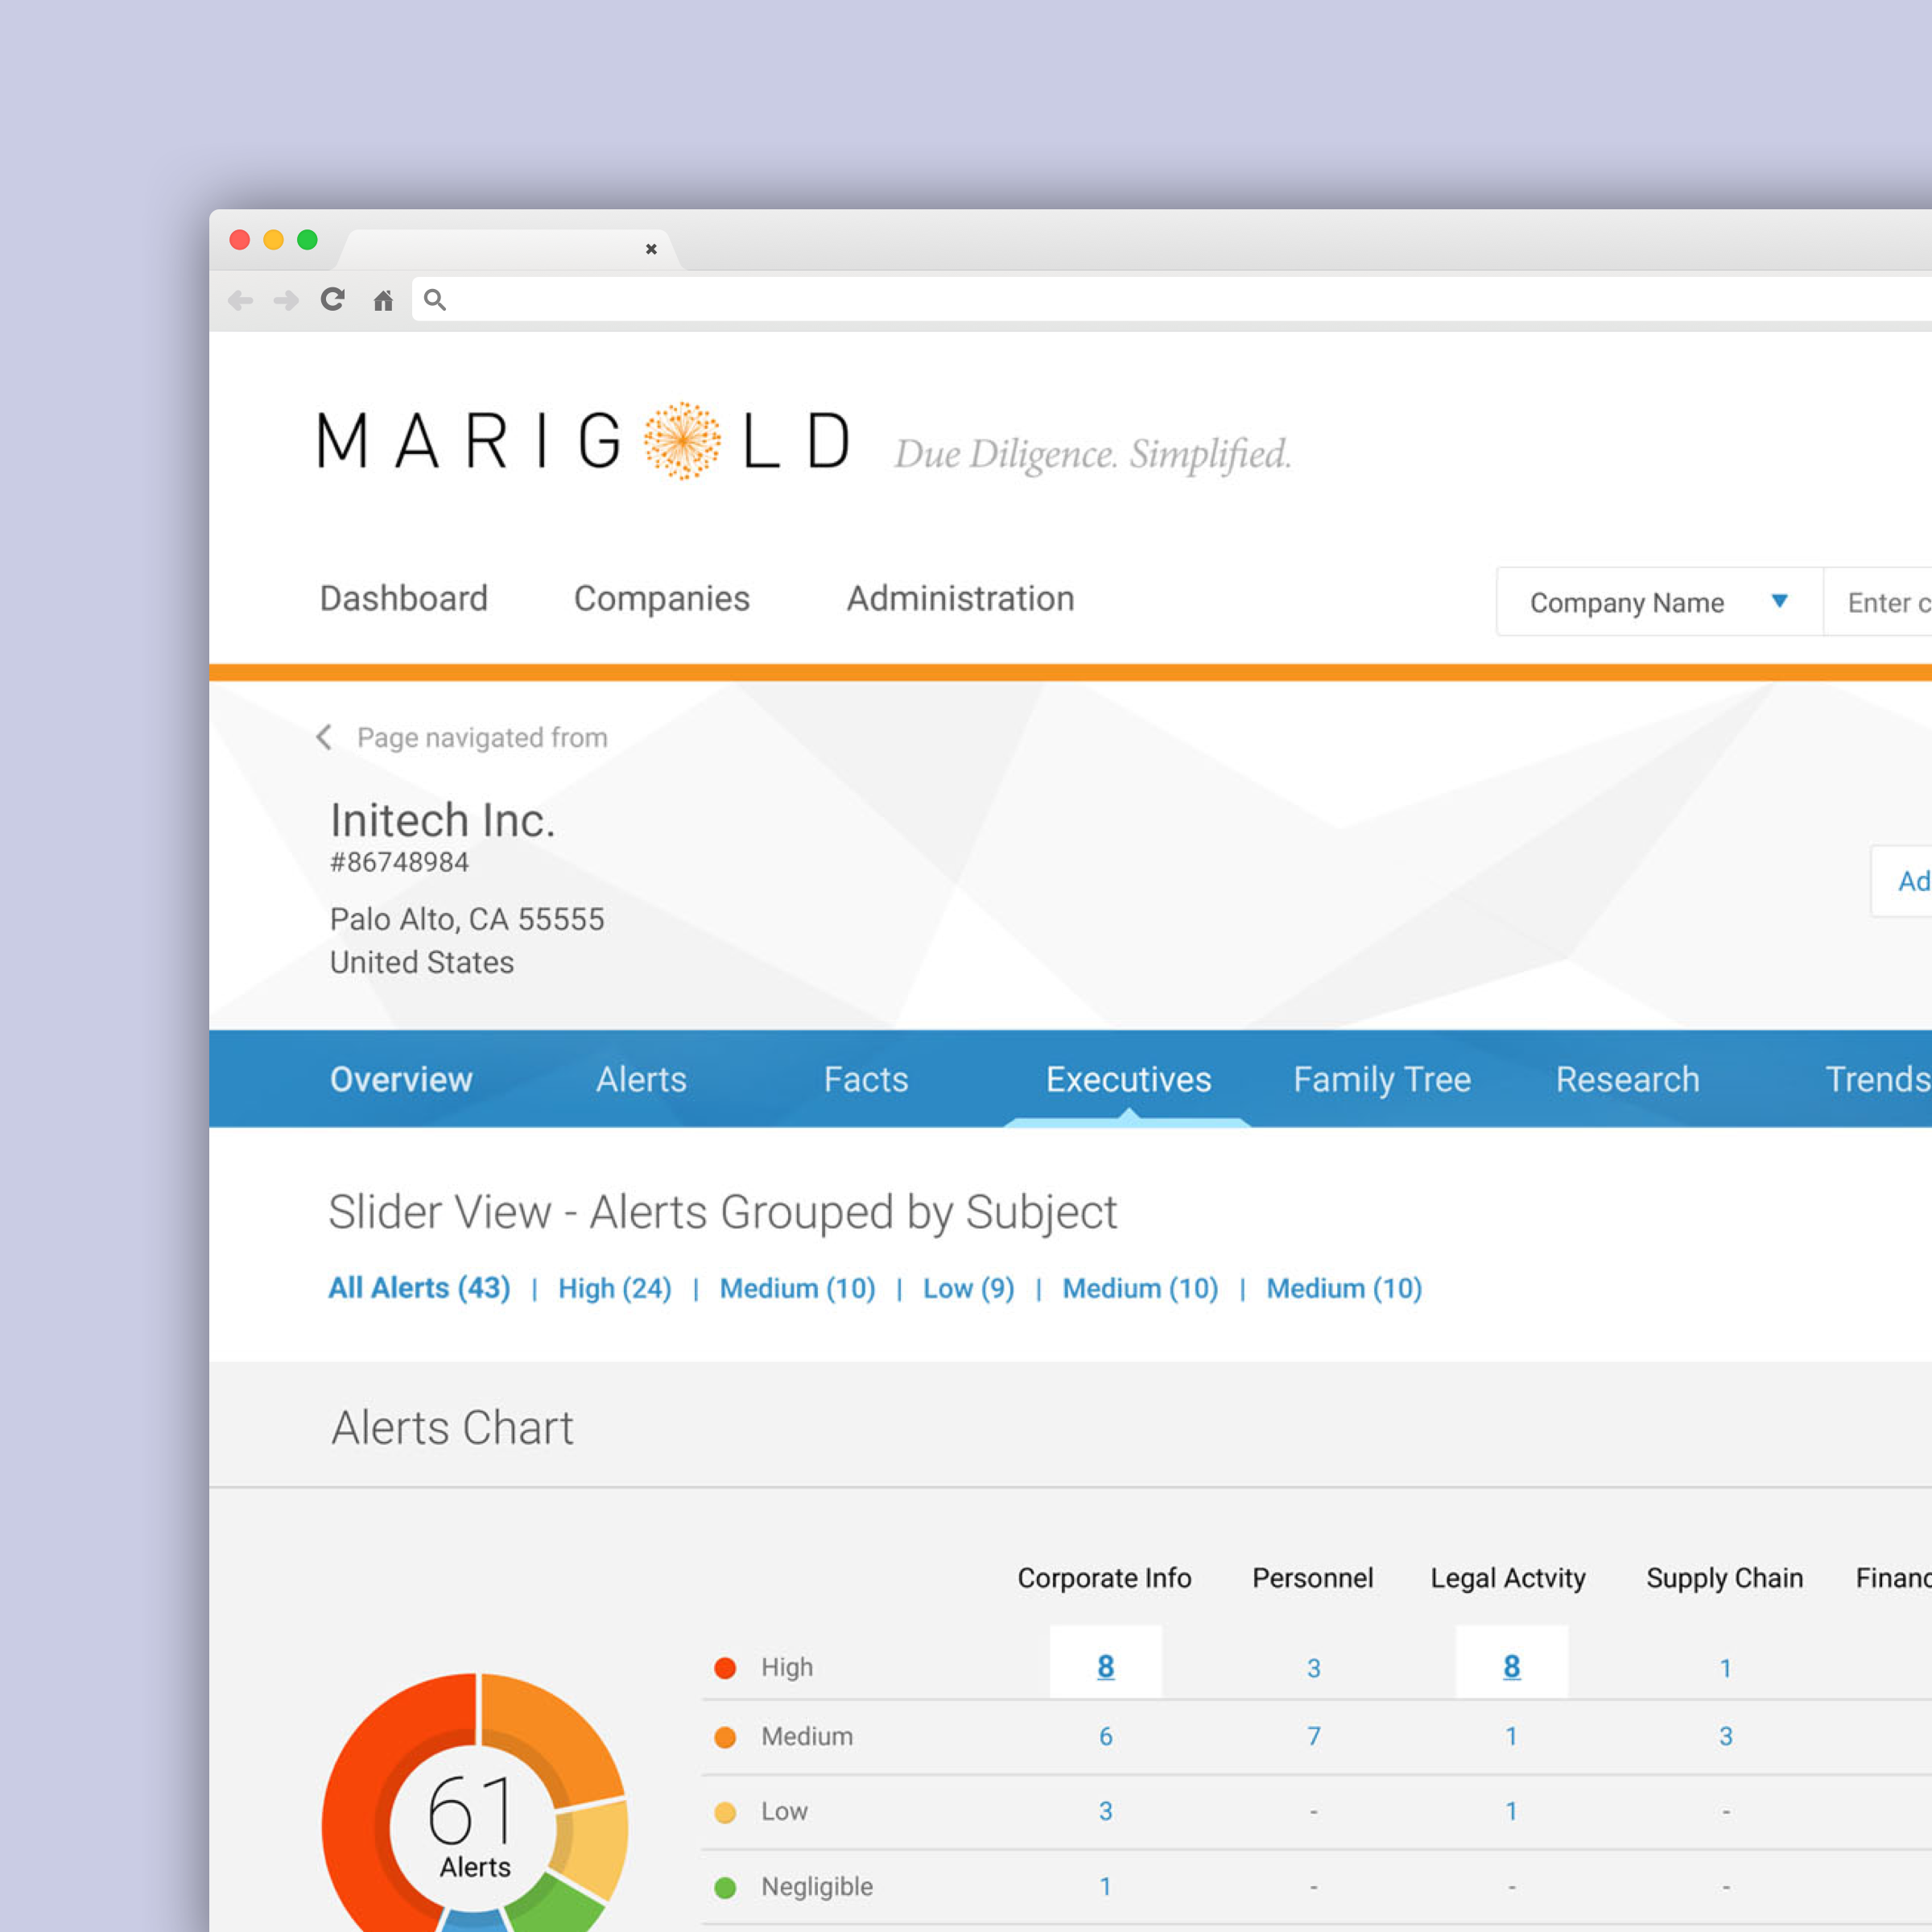 MARIGOLD Due Diligence. Simplified.
Dashboard Companies Administration Company Name Enter
Page navigated from
Initech Inc.
#86748984
Palo Alto, CA 55555
United States
Overview Alerts Facts Executives Family Tree Research Trends
Slider View - Alerts Grouped by Subject
All Alerts (43) | High (24) | Medium (10) | Low (9) | Medium (10) | Medium (10)
Alerts Chart
Corporate Info Personnel Legal Actvity Supply Chain
High 8 3 8 1
Medium 6 7 1 3
Low 3 - 1 -
Negligible 1 - - -
61
Alerts